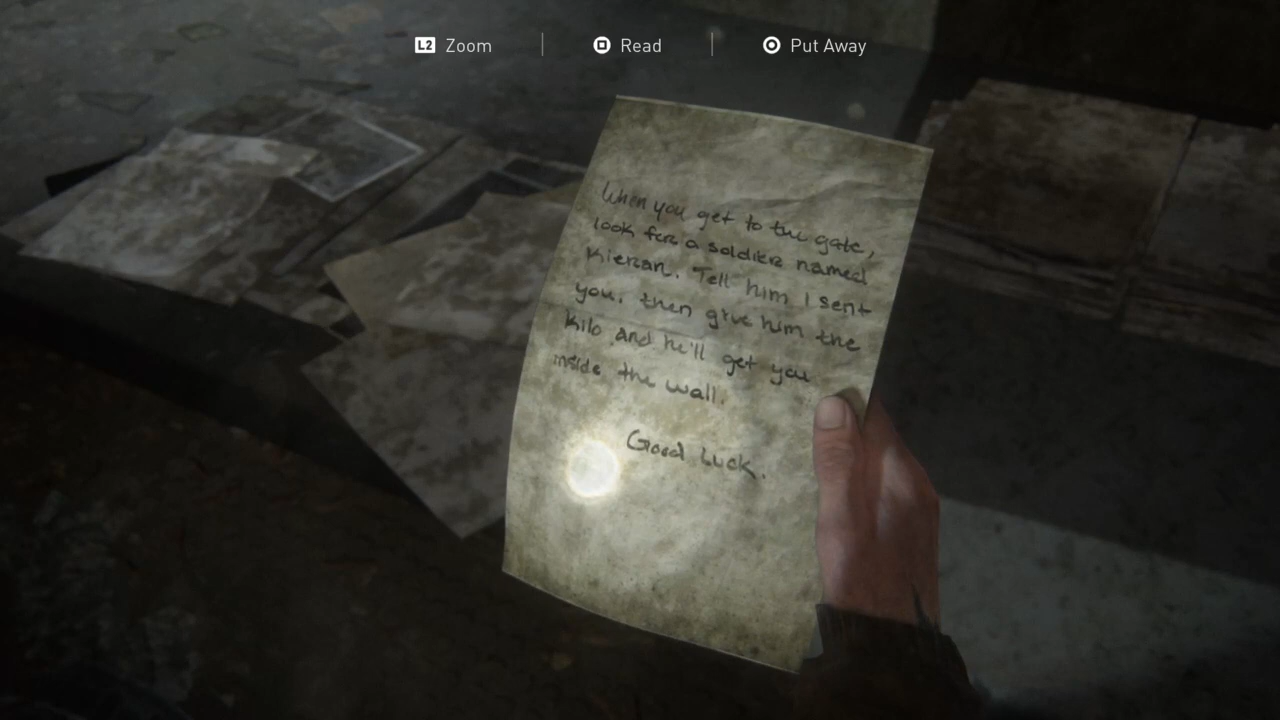 L2 Zoom Read Put Away
When you get to the gate,
look for a soldier named
Kieran. Tell him I sent
you, then give him the
kilo and he'll get you
inside the wall.
Good Luck.